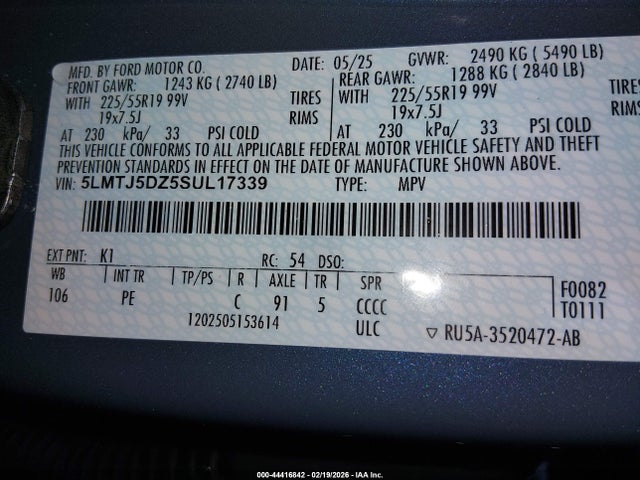 MFD. BY FORD MOTOR CO.
DATE: 05/25 GVWR: 2490 KG ( 5490 LB)
FRONT GAWR: 1243 KG ( 2740 LB)
REAR GAWR: 1288 KG ( 2840 LB)
WITH 225/55R19 99V TIRES
WITH 225/55R19 99V TIRES
19x7.5J RIMS
19x7.5J RIMS
AT 230 kPa/ 33 PSI COLD
AT 230 kPa/ 33 PSI COLD
THIS VEHICLE CONFORMS TO ALL APPLICABLE FEDERAL MOTOR VEHICLE SAFETY AND THEFT
PREVENTION STANDARDS IN EFFECT ON THE DATE OF MANUFACTURE SHOWN ABOVE.
VIN: 5LMTJ5DZ5SUL17339 TYPE: MPV
EXT PNT: K1 RC: 54 DSO:
WB INT TR TP/PS R AXLE TR SPR
106 PE C 91 5 CCCC
F0082
T0111
1202505153614 ULC ▽ RU5A-3520472-AB
000-44416842 - 02/19/2026 - IAA Inc.